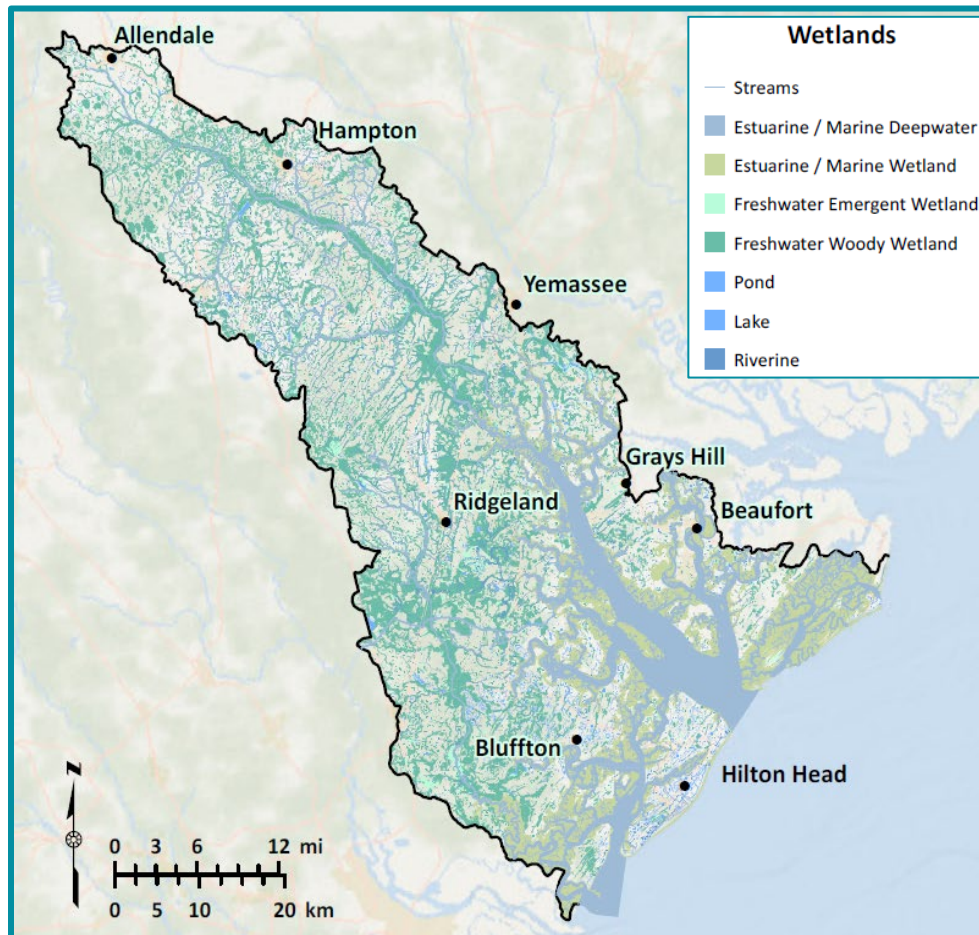 Wetlands
Streams
Estuarine / Marine Deepwater
Estuarine / Marine Wetland
Freshwater Emergent Wetland
Freshwater Woody Wetland
Pond
Lake
Riverine
Allendale
Hampton
Yemassee
Grays Hill
Beaufort
Ridgeland
Bluffton
Hilton Head
N
0 3 6 12 mi
0 5 10 20 km